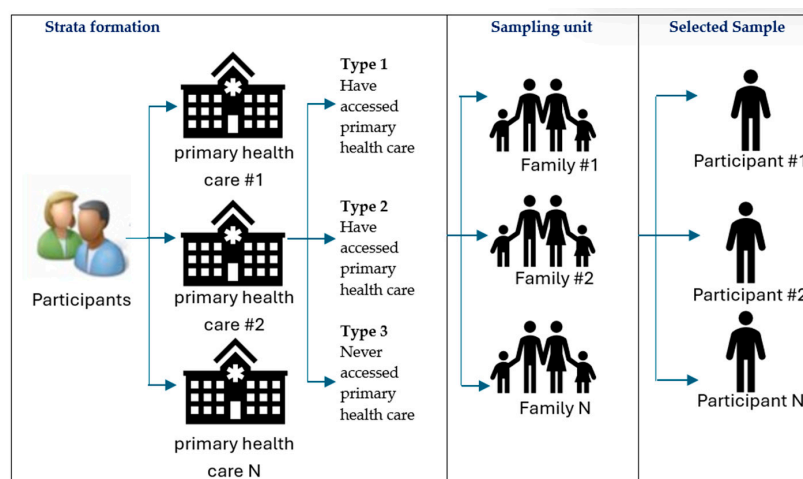 Strata formation
Sampling unit
Selected Sample
Participants
primary health
care #1
primary health
care #2
primary health
care N
Type 1
Have
accessed
primary
health care
Type 2
Have
accessed
primary
health care
Type 3
Never
accessed
primary
health care
Family #1
Family #2
Family N
Participant #1
Participant #2
Participant N